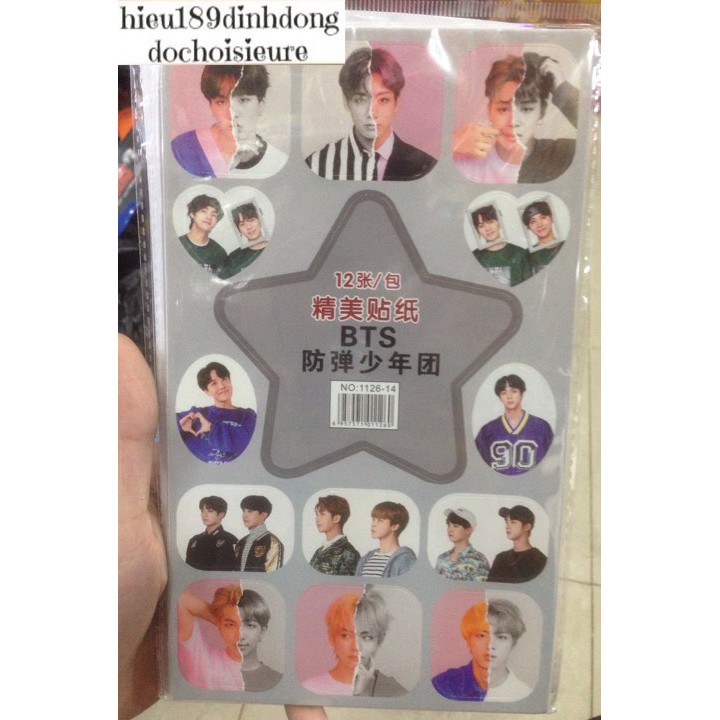 hieu189dinhdong
dochoisieure
12张/包
精美贴纸
BTS
防弹少年团
NO:1126-14
90